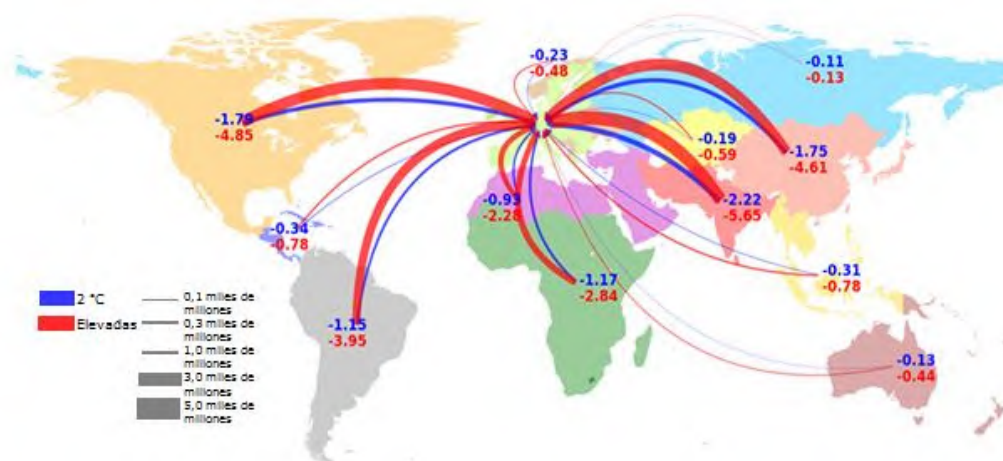 -0.23
-0.48
-0.11
-0.13
-1.79
-4.85
-0.19
-0.59
-1.75
-4.61
-0.93
-2.28
-2.22
-5.65
-0.34
-0.78
-1.17
-2.84
-0.31
-0.78
-1.15
-3.95
-0.13
-0.44
2 °C
Elevadas
0,1 miles de
millones
0,3 miles de
millones
1,0 miles de
millones
3,0 miles de
millones
5,0 miles de
millones